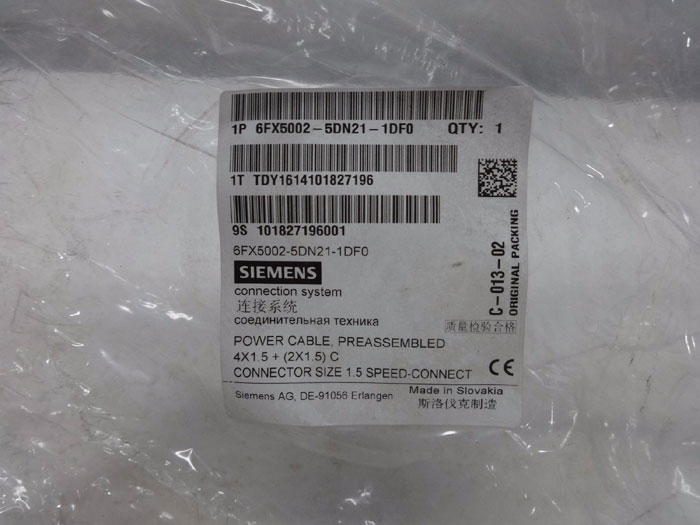 1P 6FX5002-5DN21-1DF0 QTY: 1
1T TDY1614101827196
9S 101827196001
6FX5002-5DN21-1DF0
SIEMENS
connection system
连接系统
соединительная техника
POWER CABLE, PREASSEMBLED
4X1.5 + (2X1.5) C
CONNECTOR SIZE 1.5 SPEED-CONNECT
Siemens AG, DE-91056 Erlangen
Made in Slovakia
斯洛伐克制造
C-013-02
ORIGINAL PACKING
质量检验合格
CE